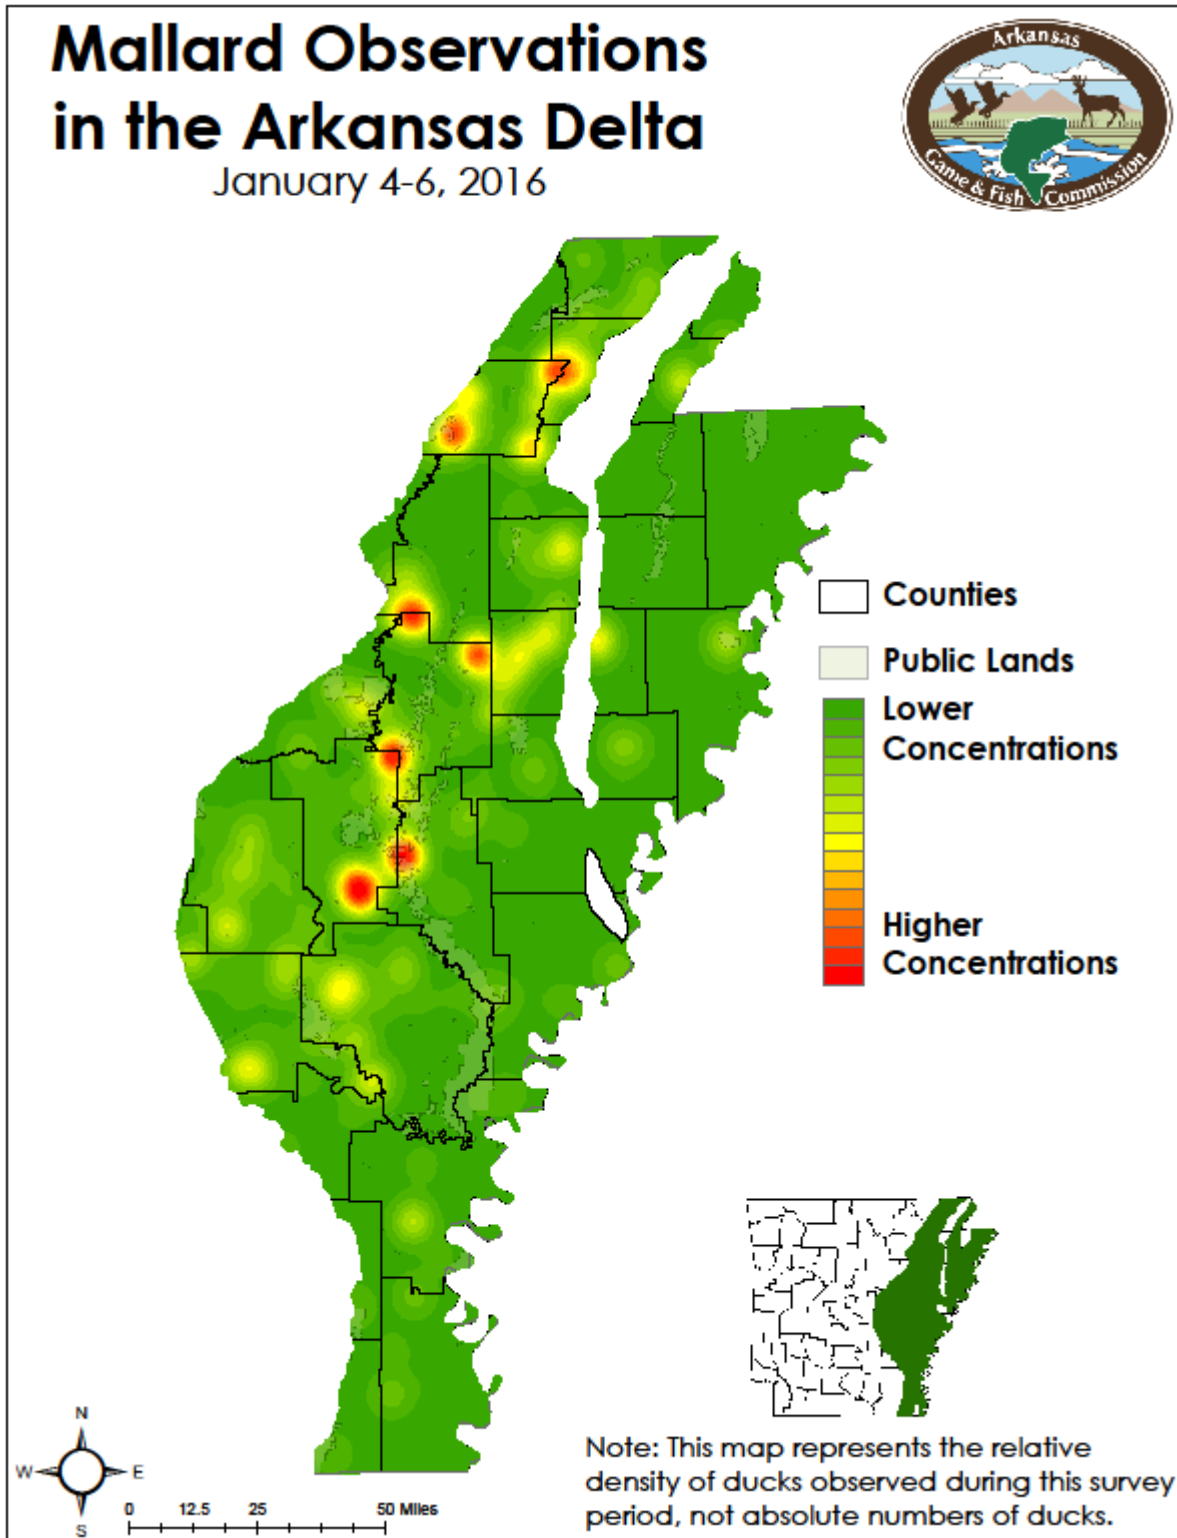 Mallard Observations
in the Arkansas Delta
January 4-6, 2016
Arkansas
Game & Fish Commission
Counties
Public Lands
Lower
Concentrations
Higher
Concentrations
N
W E
S
0 12.5 25 50 Miles
Note: This map represents the relative
density of ducks observed during this survey
period, not absolute numbers of ducks.